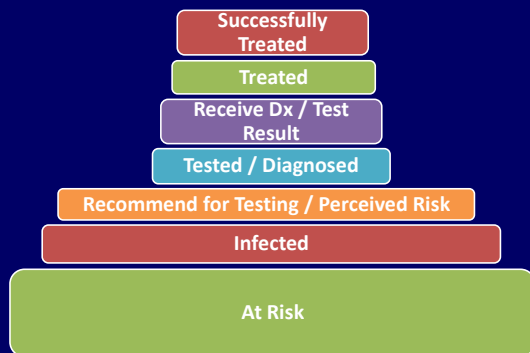 Successfully
Treated
Treated
Receive Dx / Test
Result
Tested / Diagnosed
Recommend for Testing / Perceived Risk
Infected
At Risk